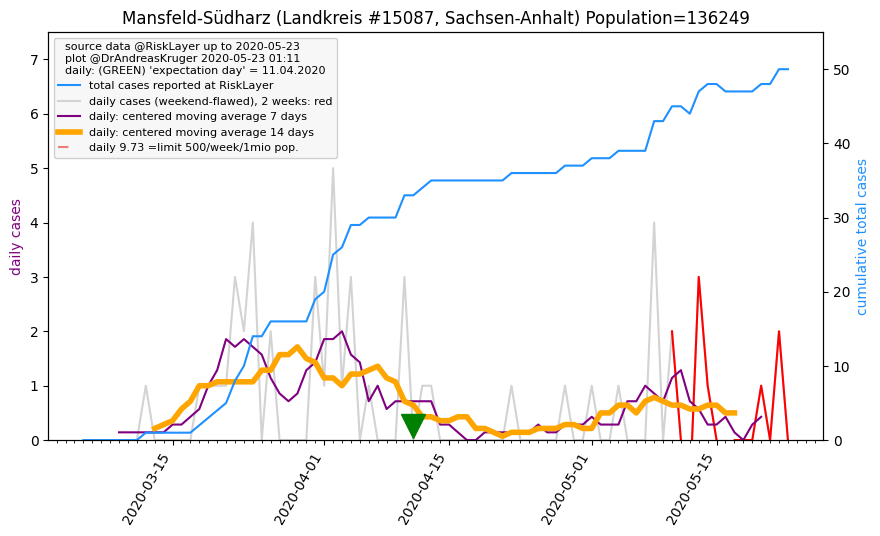 Mansfeld-Südharz (Landkreis #15087, Sachsen-Anhalt) Population=136249
source data @RiskLayer up to 2020-05-23
plot @DrAndreasKruger 2020-05-23 01:11
daily: (GREEN) 'expectation day' = 11.04.2020
total cases reported at RiskLayer
daily cases (weekend-flawed), 2 weeks: red
daily: centered moving average 7 days
daily: centered moving average 14 days
daily 9.73 =limit 500/week/1mio pop.
daily cases
7
6
5
4
3
2
1
0
cumulative total cases
50
40
30
20
10
0
2020-03-15
2020-04-01
2020-04-15
2020-05-01
2020-05-15